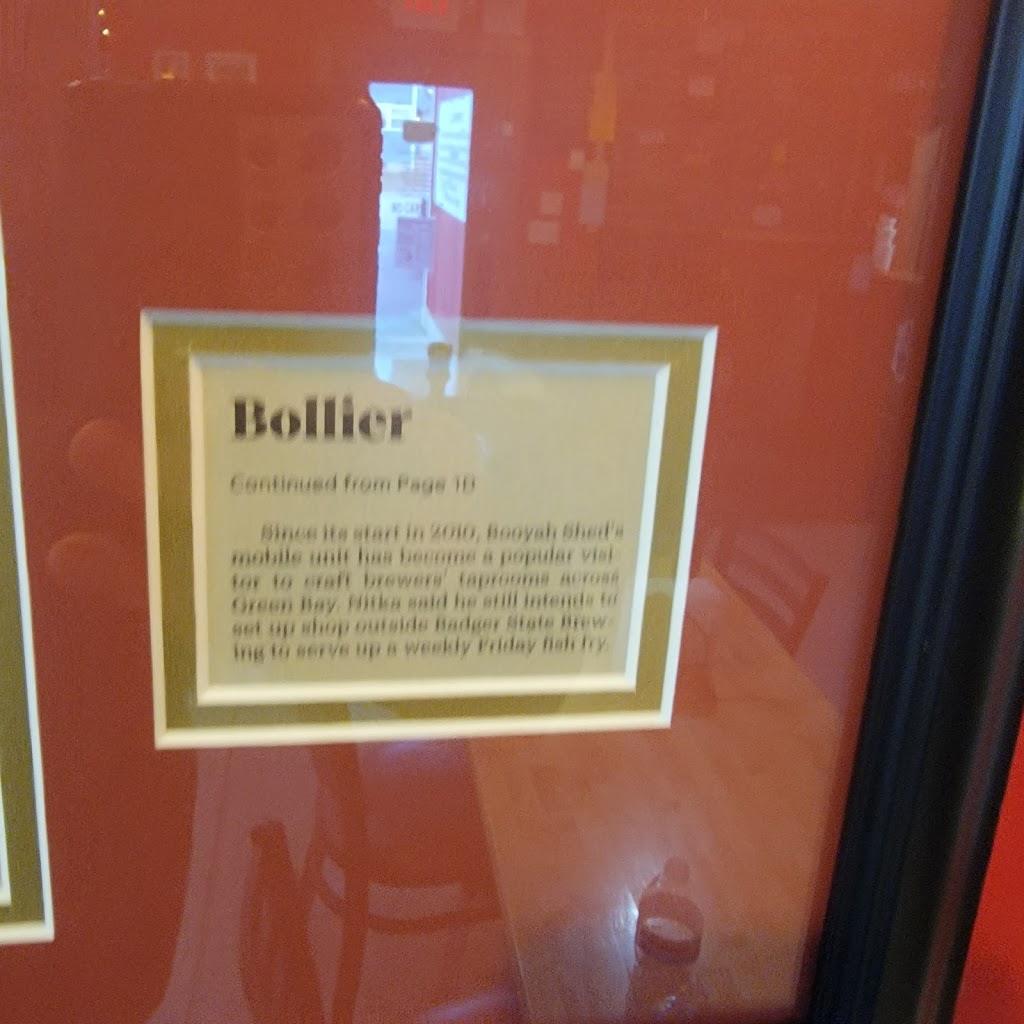 Bollier
Continued from Page 1D
Since its start in 2010, Booyah Shed's
mobile unit has become a popular visi-
tor to craft brewers' taprooms across
Green Bay. Nitka said he still intends to
set up shop outside Badger State Brew-
ing to serve up a weekly Friday fish fry.